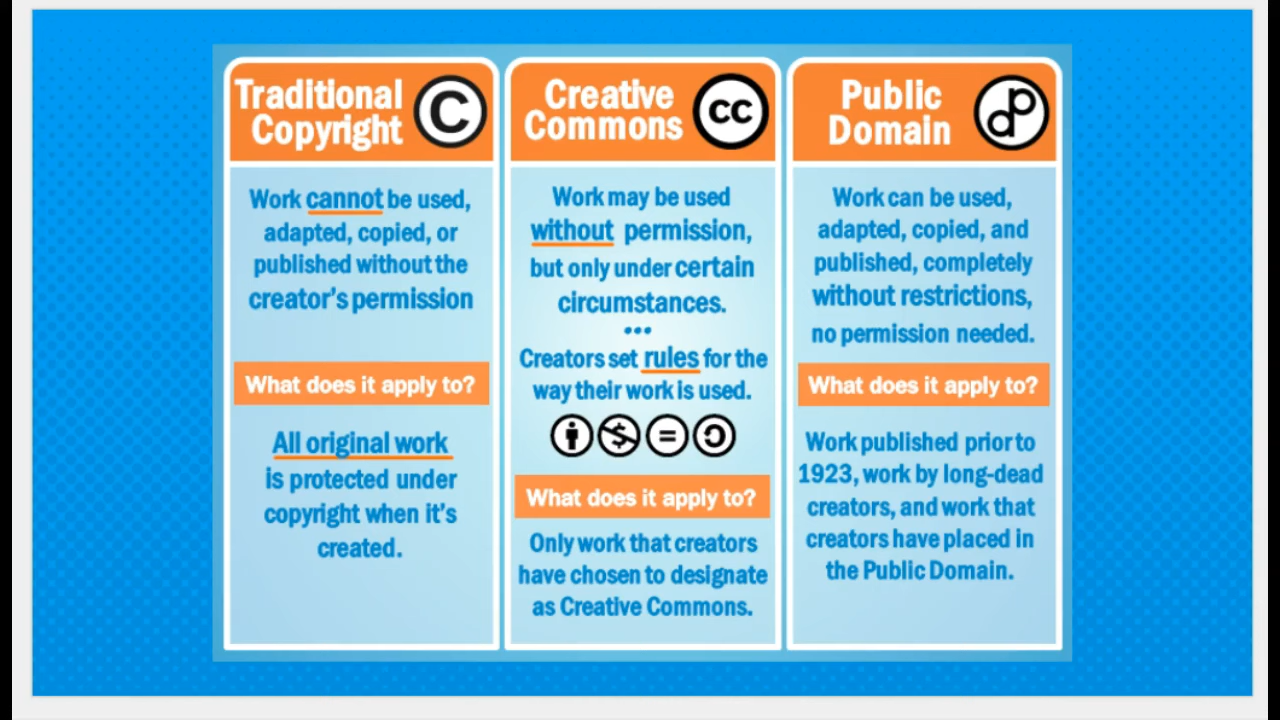 Traditional
Copyright
C
Work cannot be used,
adapted, copied, or
published without the
creator's permission
What does it apply to?
All original work
is protected under
copyright when it's
created.
Creative
Commons
cc
Work may be used
without permission,
but only under certain
circumstances.
...
Creators set rules for the
way their work is used.
$ =
What does it apply to?
Only work that creators
have chosen to designate
as Creative Commons.
Public
Domain
Work can be used,
adapted, copied, and
published, completely
without restrictions,
no permission needed.
What does it apply to?
Work published prior to
1923, work by long-dead
creators, and work that
creators have placed in
the Public Domain.